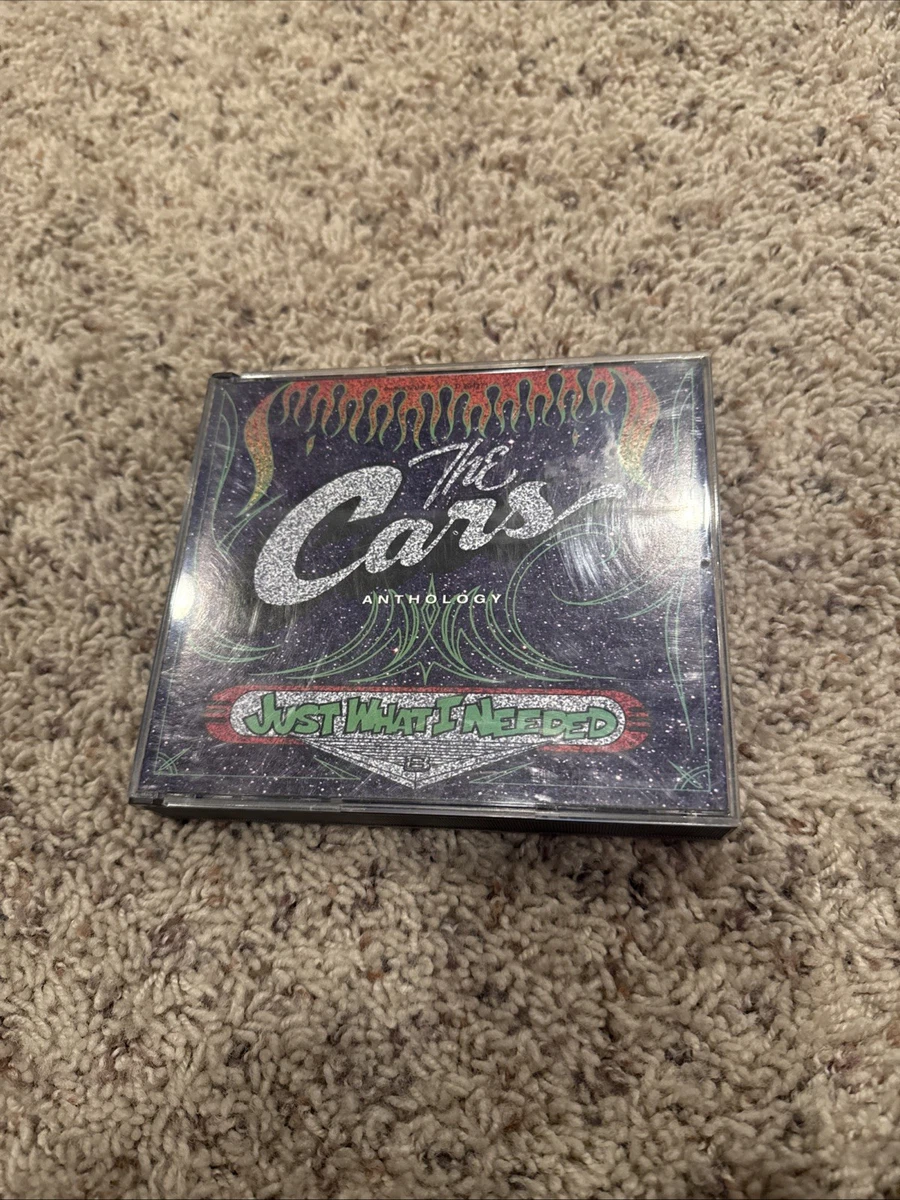 The
Cars
ANTHOLOGY
JUST WHAT I NEEDED